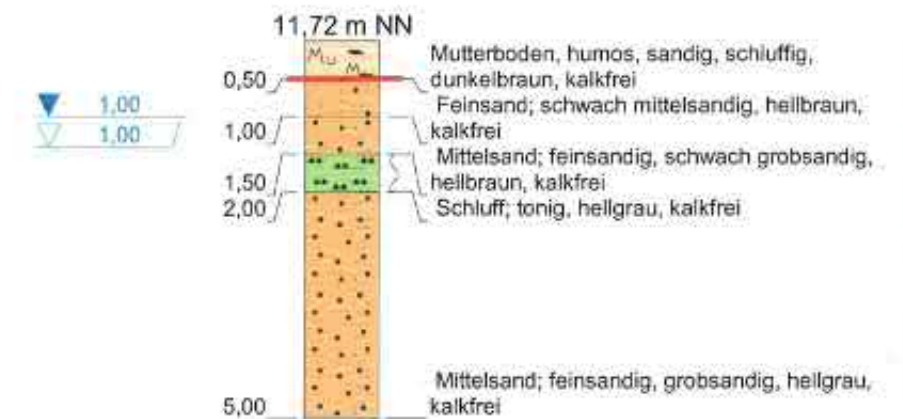 11,72 m NN
Mutterboden, humos, sandig, schluffig,
0,50 dunkelbraun, kalkfrei
1,00
Feinsand; schwach mittelsandig, hellbraun,
1,00
1,00 kalkfrei
Mittelsand; feinsandig, schwach grobsandig,
1,50 hellbraun, kalkfrei
2,00 Schluff; tonig, hellgrau, kalkfrei
Mittelsand; feinsandig, grobsandig, hellgrau,
5,00 kalkfrei